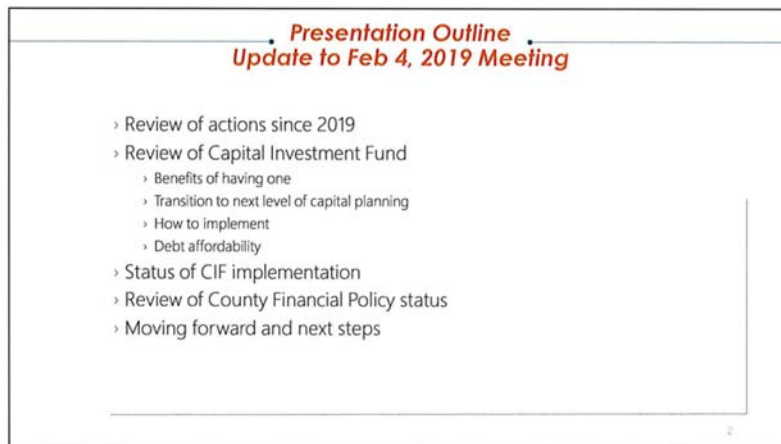 Presentation Outline
Update to Feb 4, 2019 Meeting
› Review of actions since 2019
› Review of Capital Investment Fund
› Benefits of having one
› Transition to next level of capital planning
› How to implement
› Debt affordability
› Status of CIF implementation
› Review of County Financial Policy status
› Moving forward and next steps
2